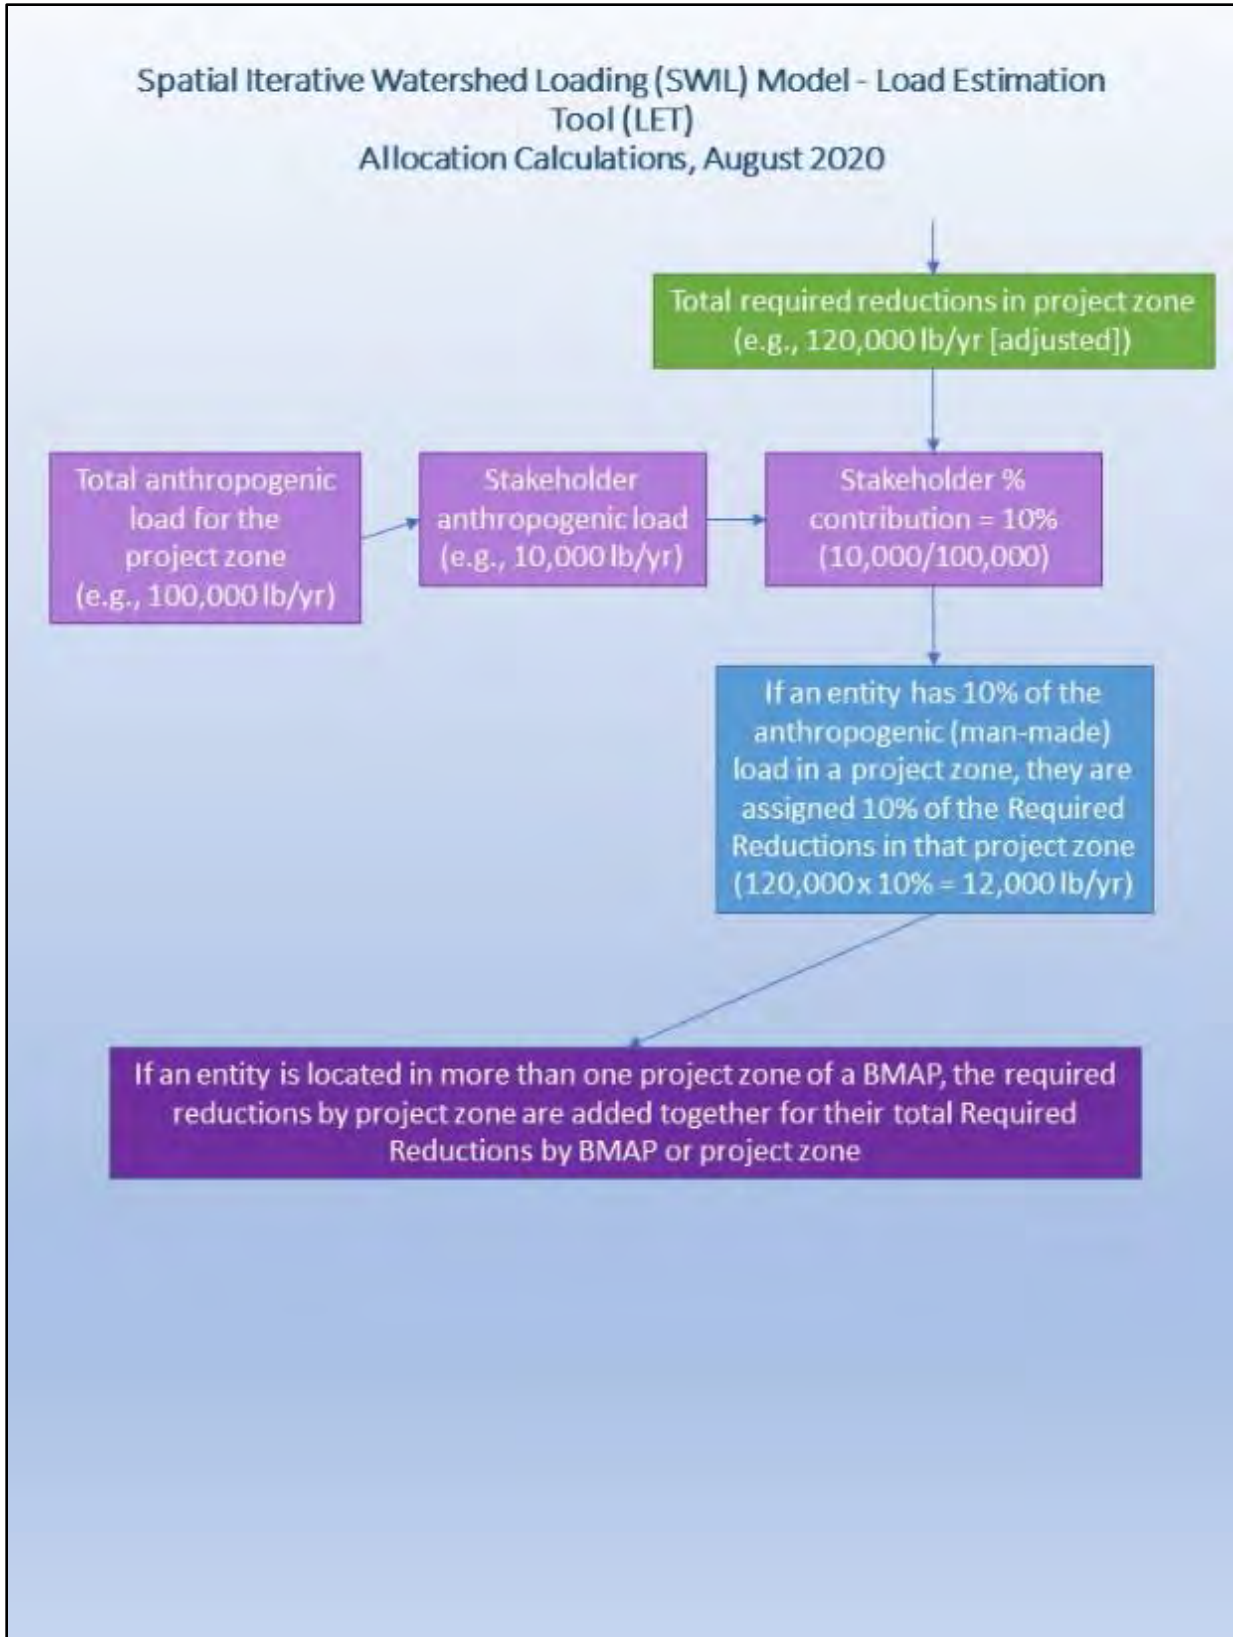 Spatial Iterative Watershed Loading (SWIL) Model - Load Estimation
Tool (LET)
Allocation Calculations, August 2020
Total required reductions in project zone
(e.g., 120,000 lb/yr [adjusted])
Total anthropogenic
load for the
project zone
(e.g., 100,000 lb/yr)
Stakeholder
anthropogenic load
(e.g., 10,000 lb/yr)
Stakeholder %
contribution = 10%
(10,000/100,000)
If an entity has 10% of the
anthropogenic (man-made)
load in a project zone, they are
assigned 10% of the Required
Reductions in that project zone
(120,000 x 10% = 12,000 lb/yr)
If an entity is located in more than one project zone of a BMAP, the required
reductions by project zone are added together for their total Required
Reductions by BMAP or project zone